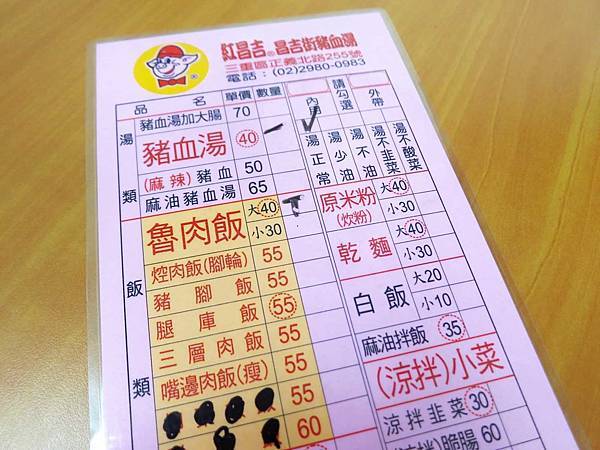 紅昌吉®昌吉街豬血湯
三重區正義北路255號
電話：(02)2980-0983
品名 單價 數量
湯類
豬血湯加大腸 70
豬血湯 40
(麻辣)豬血 50
麻油豬血湯 65
飯類
魯肉飯 大40 小30
焢肉飯(腳輪) 55
豬腳飯 55
腿庫飯 55
三層肉飯 55
嘴邊肉飯(瘦) 55
55
60
請勾選
內用 外帶
湯正常 湯少油 湯不油 湯不韭菜 湯不酸菜
原米粉(炊粉) 大40 小30
乾麵 大40 小30
白飯 大20 小10
麻油拌飯 35
(涼拌)小菜
涼拌韭菜 30
(涼拌)脆腸 60